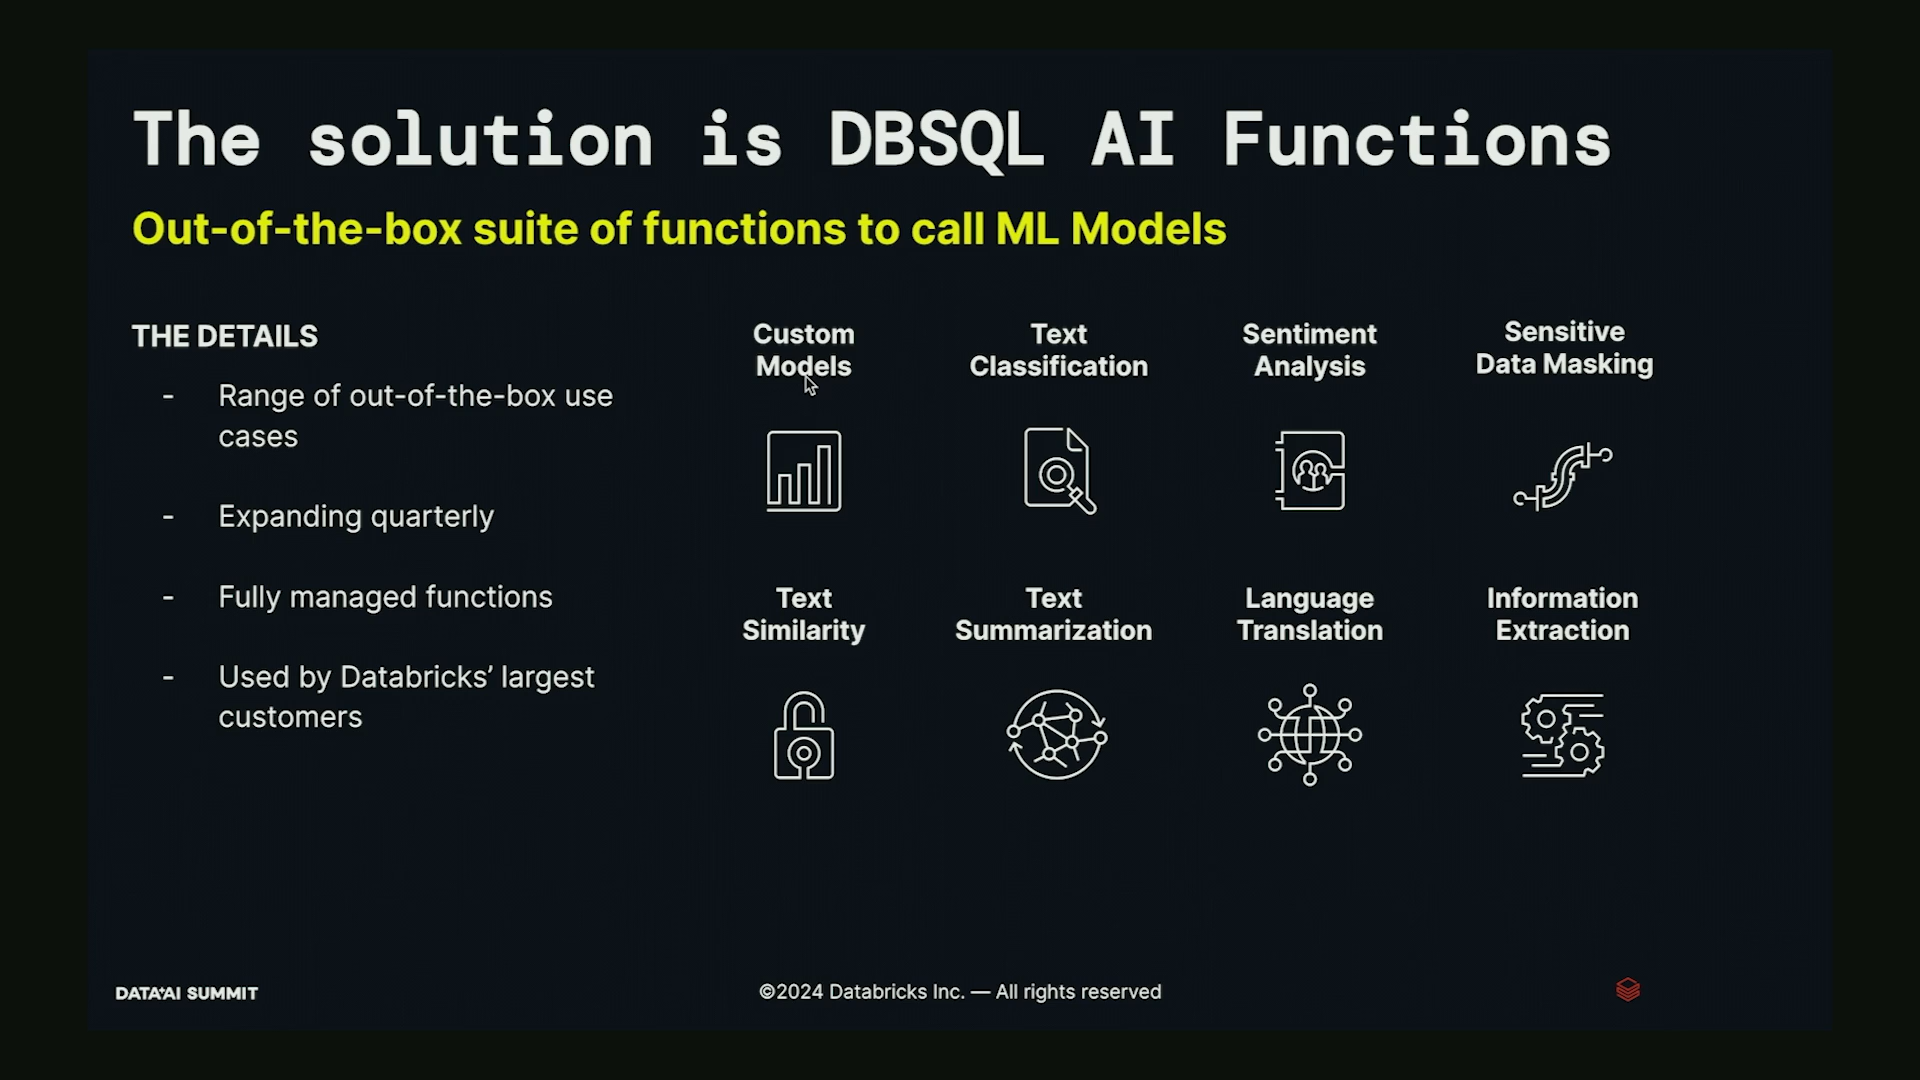 The solution is DBSQL AI Functions
Out-of-the-box suite of functions to call ML Models
THE DETAILS
- Range of out-of-the-box use
cases
- Expanding quarterly
- Fully managed functions
- Used by Databricks’ largest
customers
Custom
Models
Text
Classification
Sentiment
Analysis
Sensitive
Data Masking
Text
Similarity
Text
Summarization
Language
Translation
Information
Extraction
DATA+AI SUMMIT
©2024 Databricks Inc. — All rights reserved